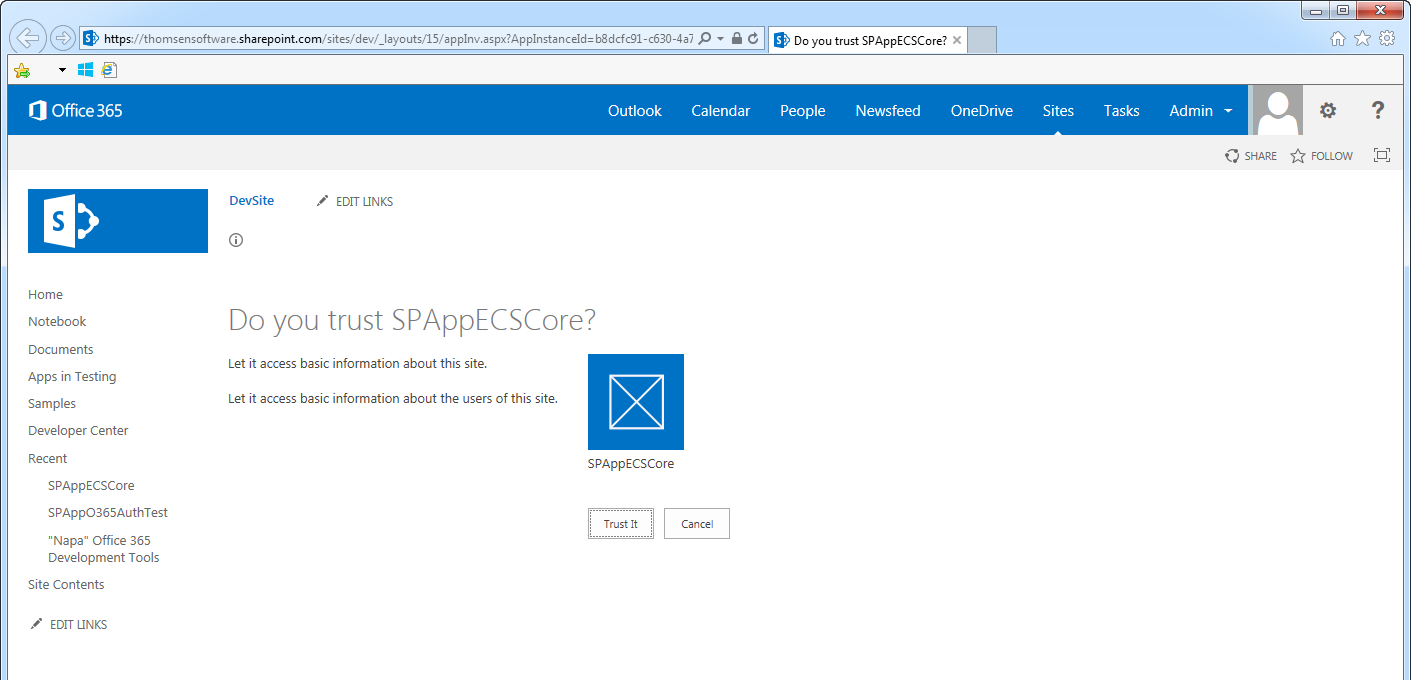 https://thomsensoftware.sharepoint.com/sites/dev/_layouts/15/appInv.aspx?AppInstanceId=b8dcfc91-c630-4a7
Do you trust SPAppECSCore?
Office 365
Outlook
Calendar
People
Newsfeed
OneDrive
Sites
Tasks
Admin
?
SHARE
FOLLOW
S
DevSite
EDIT LINKS
Home
Notebook
Documents
Apps in Testing
Samples
Developer Center
Recent
SPAppECSCore
SPAppO365AuthTest
"Napa" Office 365
Development Tools
Site Contents
EDIT LINKS
Do you trust SPAppECSCore?
Let it access basic information about this site.
Let it access basic information about the users of this site.
SPAppECSCore
Trust It
Cancel